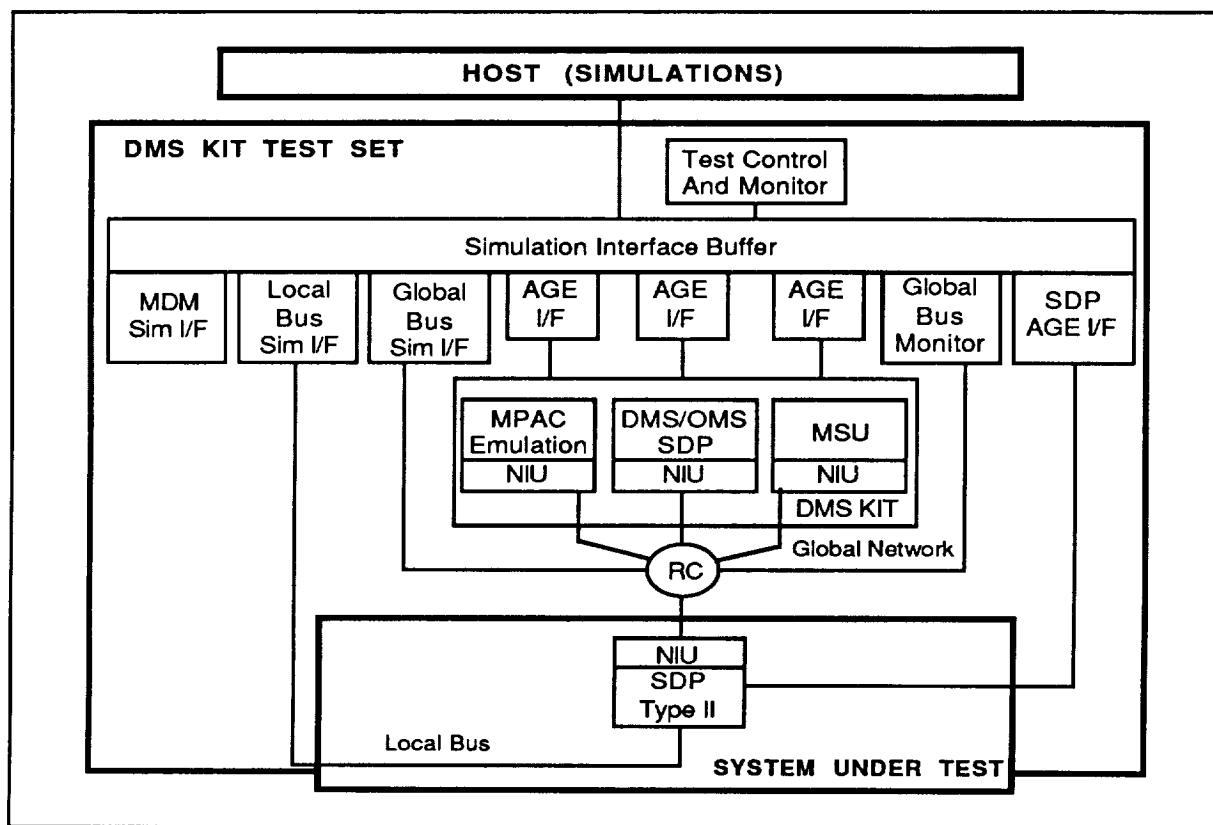 HOST (SIMULATIONS)
DMS KIT TEST SET
Test Control
And Monitor
Simulation Interface Buffer
MDM
Sim I/F
Local
Bus
Sim I/F
Global
Bus
Sim I/F
AGE
I/F
AGE
I/F
AGE
I/F
Global
Bus
Monitor
SDP
AGE I/F
MPAC
Emulation
NIU
DMS/OMS
SDP
NIU
MSU
NIU
DMS KIT
Global Network
RC
NIU
SDP
Type II
Local Bus
SYSTEM UNDER TEST